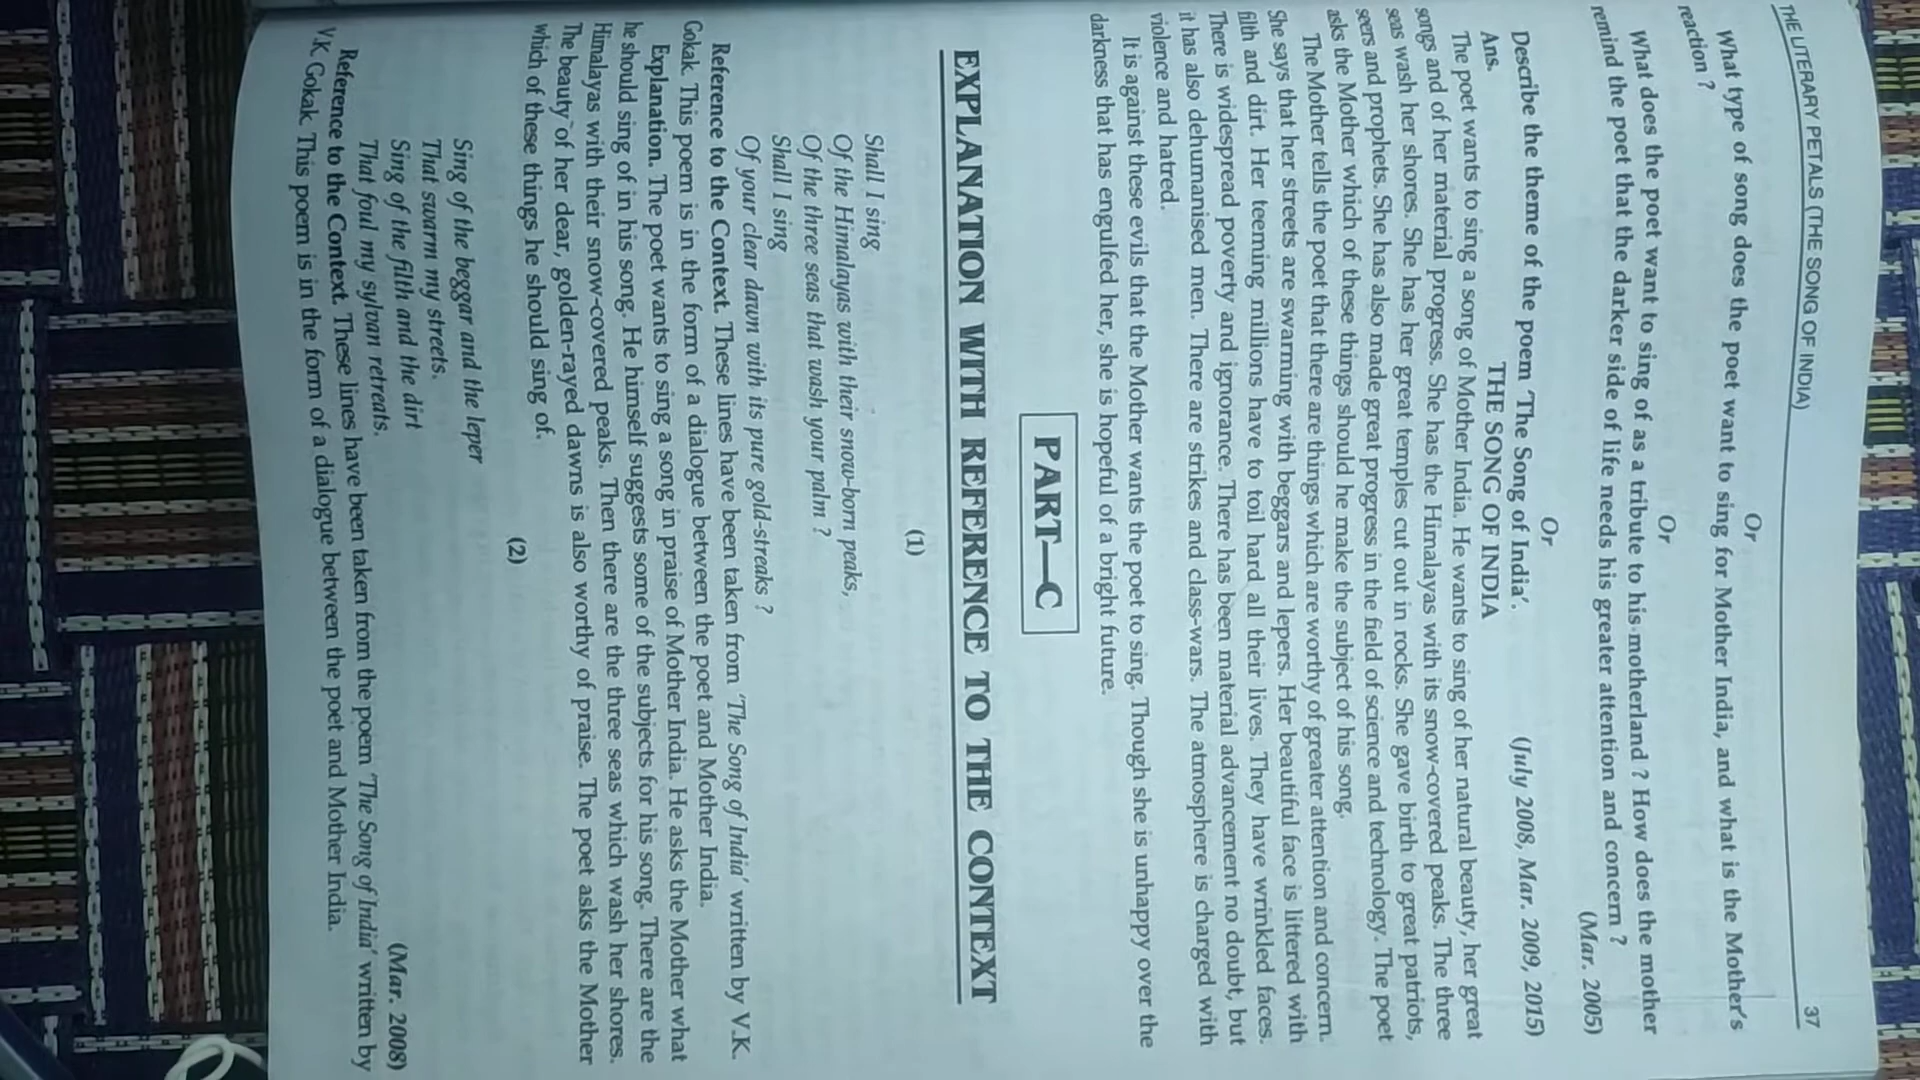 THE LITERARY PETALS (THE SONG OF INDIA) 37
Or
What type of song does the poet want to sing for Mother India, and what is the Mother's
reaction ?
Or
What does the poet want to sing of as a tribute to his motherland ? How does the mother
remind the poet that the darker side of life needs his greater attention and concern ?
(Mar. 2005)
Or
Describe the theme of the poem 'The Song of India'. (July 2008, Mar. 2009, 2015)
Ans. THE SONG OF INDIA
The poet wants to sing a song of Mother India. He wants to sing of her natural beauty, her great
songs and of her material progress. She has the Himalayas with its snow-covered peaks. The three
seas wash her shores. She has her great temples cut out in rocks. She gave birth to great patriots,
seers and prophets. She has also made great progress in the field of science and technology. The poet
asks the Mother which of these things should he make the subject of his song.
The Mother tells the poet that there are things which are worthy of greater attention and concern.
She says that her streets are swarming with beggars and lepers. Her beautiful face is littered with
filth and dirt. Her teeming millions have to toil hard all their lives. They have wrinkled faces.
There is widespread poverty and ignorance. There has been material advancement no doubt, but
it has also dehumanised men. There are strikes and class-wars. The atmosphere is charged with
violence and hatred.
It is against these evils that the Mother wants the poet to sing. Though she is unhappy over the
darkness that has engulfed her, she is hopeful of a bright future.
PART—C
EXPLANATION WITH REFERENCE TO THE CONTEXT
(1)
Shall I sing
Of the Himalayas with their snow-born peaks,
Of the three seas that wash your palm ?
Shall I sing
Of your clear dawn with its pure gold-streaks ?
Reference to the Context. These lines have been taken from 'The Song of India' written by V.K.
Gokak. This poem is in the form of a dialogue between the poet and Mother India.
Explanation. The poet wants to sing a song in praise of Mother India. He asks the Mother what
he should sing of in his song. He himself suggests some of the subjects for his song. There are the
Himalayas with their snow-covered peaks. Then there are the three seas which wash her shores.
The beauty of her dear, golden-rayed dawns is also worthy of praise. The poet asks the Mother
which of these things he should sing of.
(2)
Sing of the beggar and the leper
That swarm my streets.
Sing of the filth and the dirt
That foul my sylvan retreats. (Mar. 2008)
Reference to the Context. These lines have been taken from the poem 'The Song of India' written by
V.K. Gokak. This poem is in the form of a dialogue between the poet and Mother India.